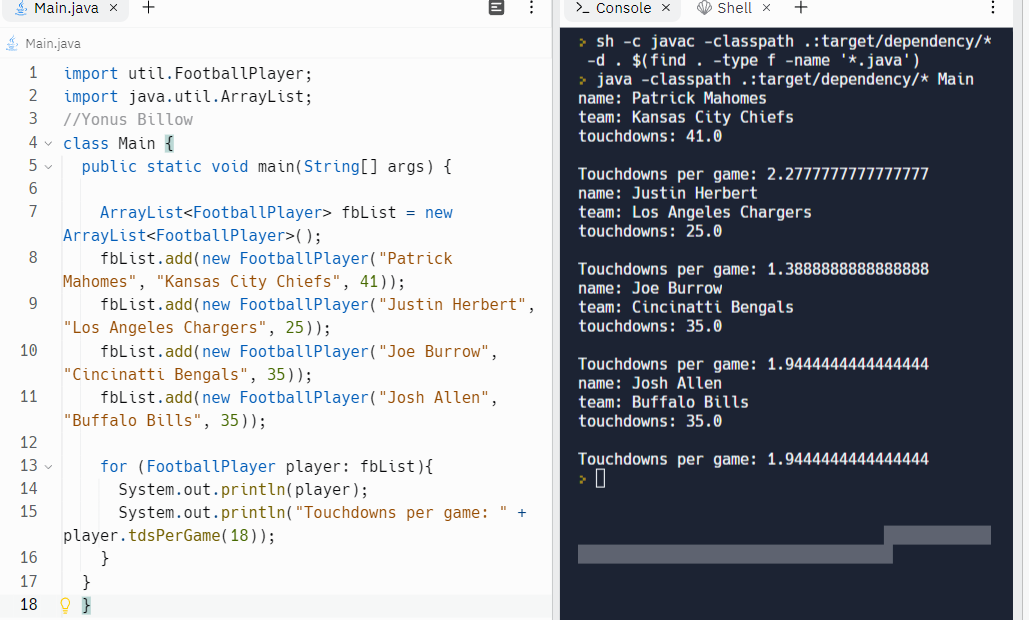 Main.java × +
Main.java
1 import util.FootballPlayer;
2 import java.util.ArrayList;
3 //Yonus Billow
4 class Main {
5 public static void main(String[] args) {
6
7 ArrayList<FootballPlayer> fbList = new
ArrayList<FootballPlayer>();
8 fbList.add(new FootballPlayer("Patrick
Mahomes", "Kansas City Chiefs", 41));
9 fbList.add(new FootballPlayer("Justin Herbert",
"Los Angeles Chargers", 25));
10 fbList.add(new FootballPlayer("Joe Burrow",
"Cincinatti Bengals", 35));
11 fbList.add(new FootballPlayer("Josh Allen",
"Buffalo Bills", 35));
12
13 for (FootballPlayer player: fbList){
14 System.out.println(player);
15 System.out.println("Touchdowns per game: " +
player.tdsPerGame(18));
16 }
17 }
18 }
>_ Console × Shell × +
> sh -c javac -classpath .:target/dependency/*
-d . $(find . -type f -name '*.java')
> java -classpath .:target/dependency/* Main
name: Patrick Mahomes
team: Kansas City Chiefs
touchdowns: 41.0
Touchdowns per game: 2.2777777777777777
name: Justin Herbert
team: Los Angeles Chargers
touchdowns: 25.0
Touchdowns per game: 1.3888888888888888
name: Joe Burrow
team: Cincinatti Bengals
touchdowns: 35.0
Touchdowns per game: 1.9444444444444444
name: Josh Allen
team: Buffalo Bills
touchdowns: 35.0
Touchdowns per game: 1.9444444444444444
>